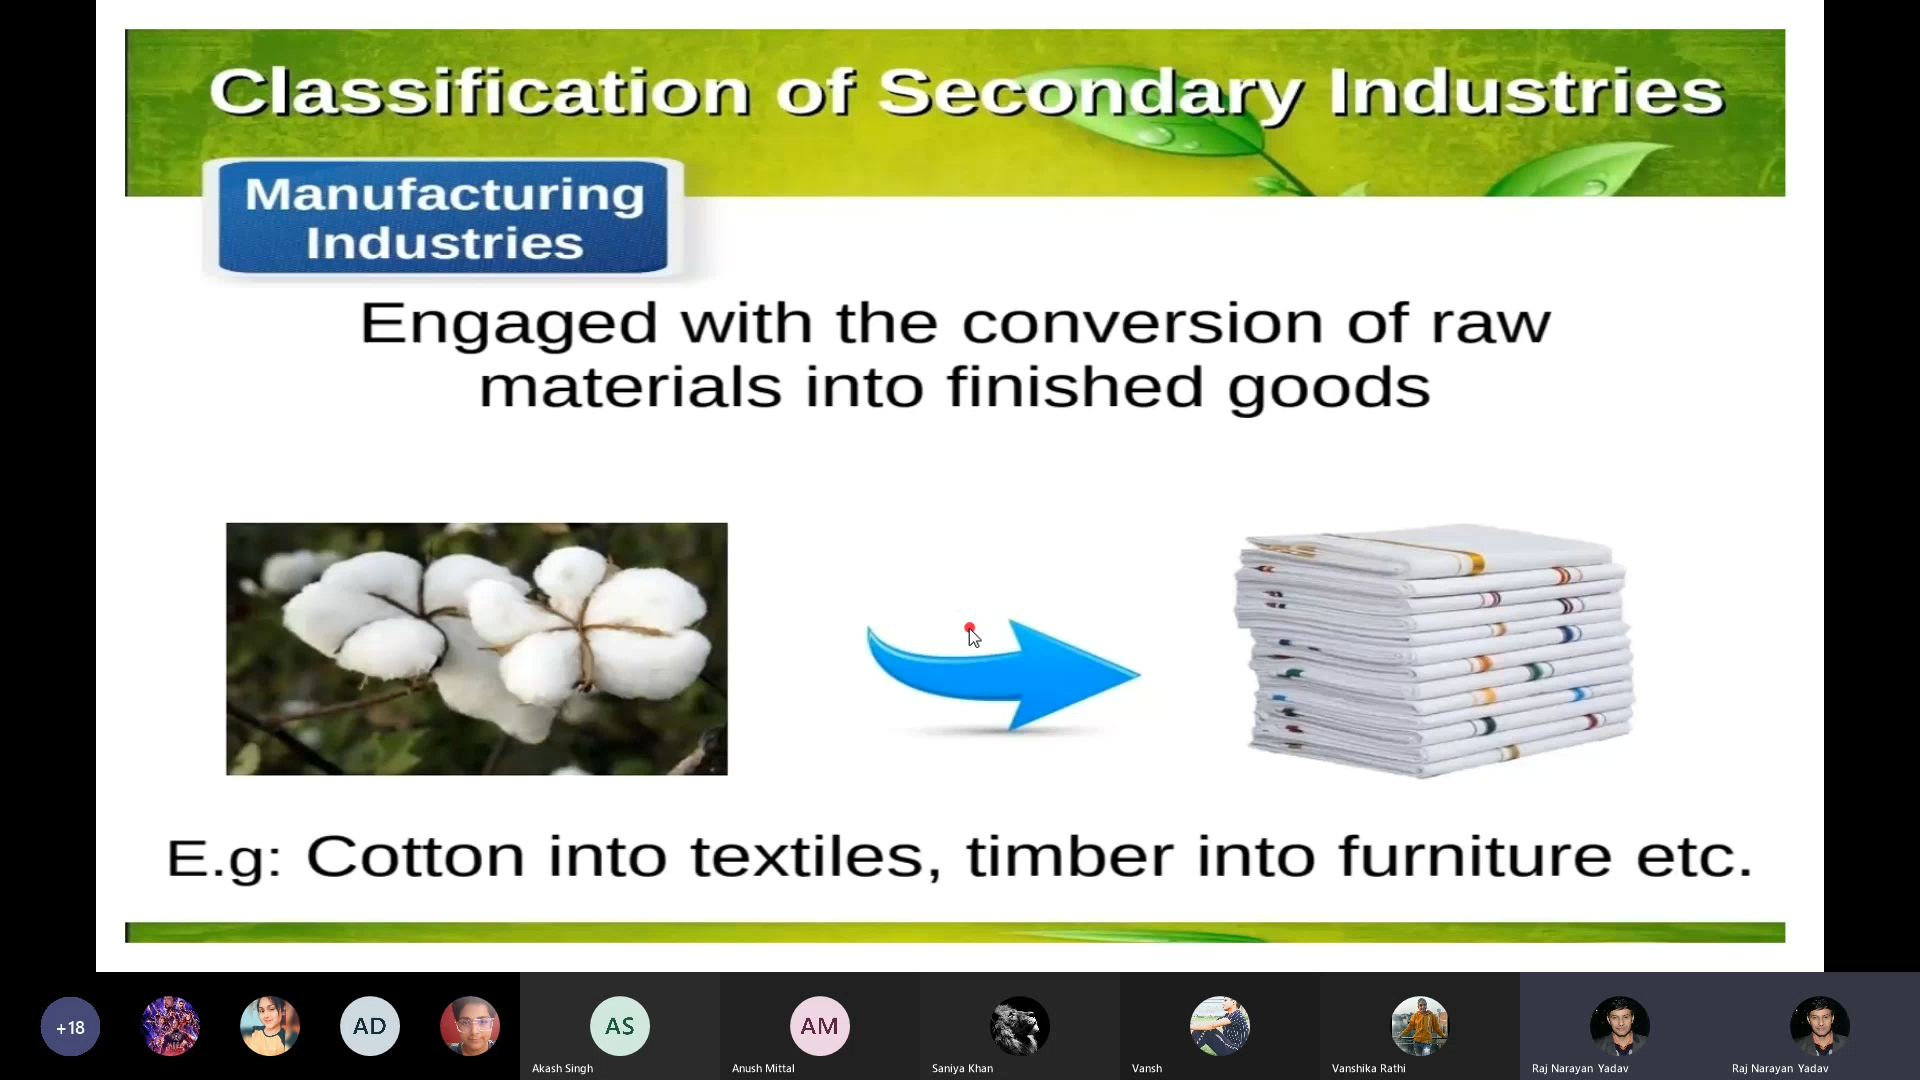 Classification of Secondary Industries
Manufacturing
Industries
Engaged with the conversion of raw
materials into finished goods
E.g: Cotton into textiles, timber into furniture etc.
+18
AD
AS
AM
Akash Singh
Anush Mittal
Saniya Khan
Vansh
Vanshika Rathi
Raj Narayan Yadav
Raj Narayan Yadav